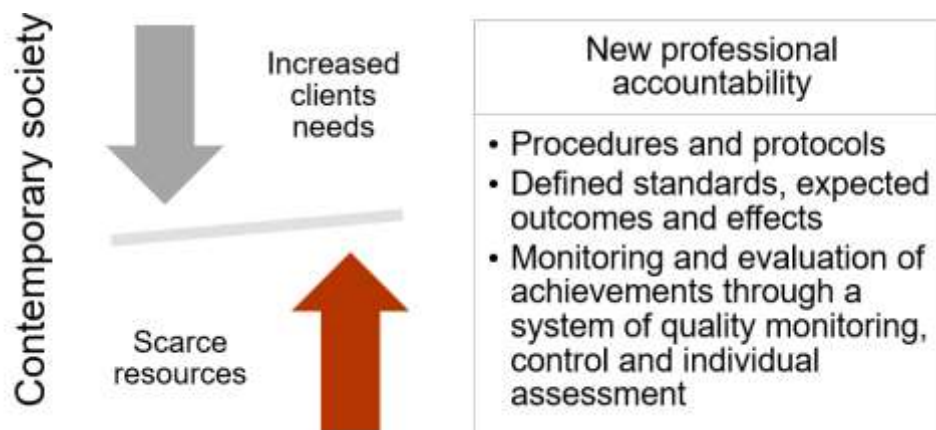 Contemporary society
Increased
clients
needs
Scarce
resources
New professional
accountability
• Procedures and protocols
• Defined standards, expected
outcomes and effects
• Monitoring and evaluation of
achievements through a
system of quality monitoring,
control and individual
assessment